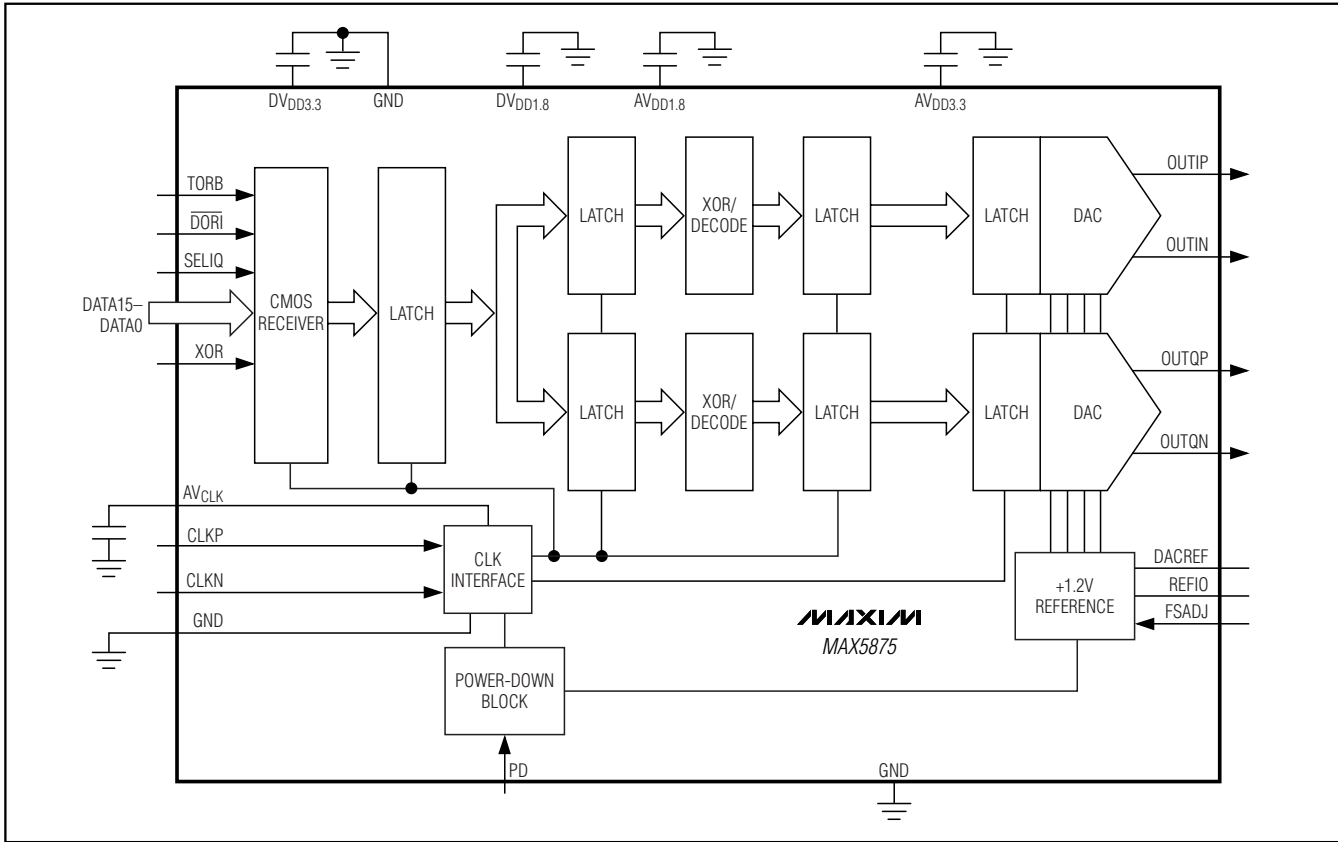 DVDD3.3
GND
DVDD1.8
AVDD1.8
AVDD3.3
TORB
DORI
SELIQ
DATA15–
DATA0
XOR
CMOS
RECEIVER
LATCH
LATCH
XOR/
DECODE
LATCH
LATCH
DAC
OUTIP
OUTIN
LATCH
XOR/
DECODE
LATCH
LATCH
DAC
OUTQP
OUTQN
AVCLK
CLKP
CLKN
GND
CLK
INTERFACE
+1.2V
REFERENCE
DACREF
REFIO
FSADJ
MAXIM
MAX5875
POWER-DOWN
BLOCK
PD
GND